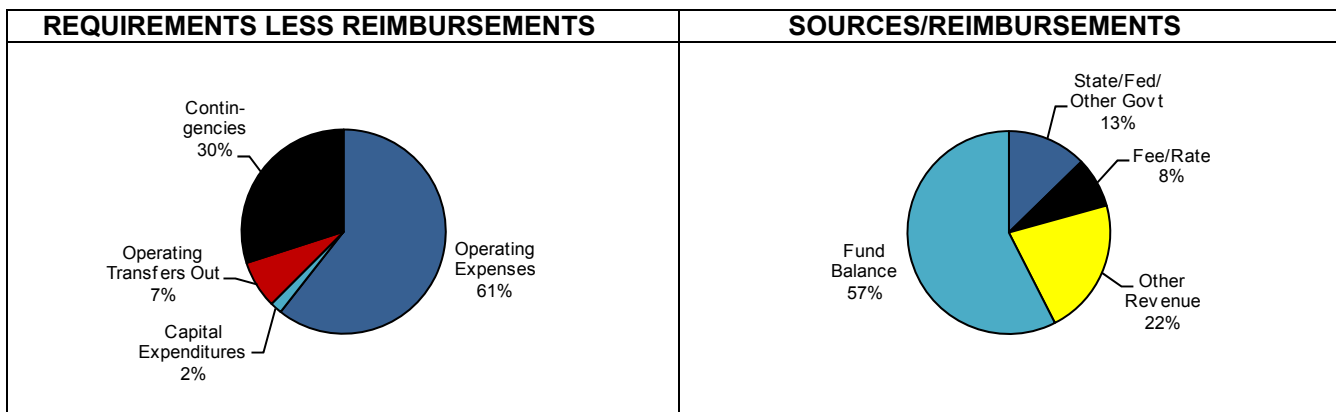 REQUIREMENTS LESS REIMBURSEMENTS
Contin-
gencies
30%
Operating
Transfers Out
7%
Capital
Expenditures
2%
Operating
Expenses
61%
SOURCES/REIMBURSEMENTS
State/Fed/
Other Govt
13%
Fee/Rate
8%
Fund
Balance
57%
Other
Revenue
22%